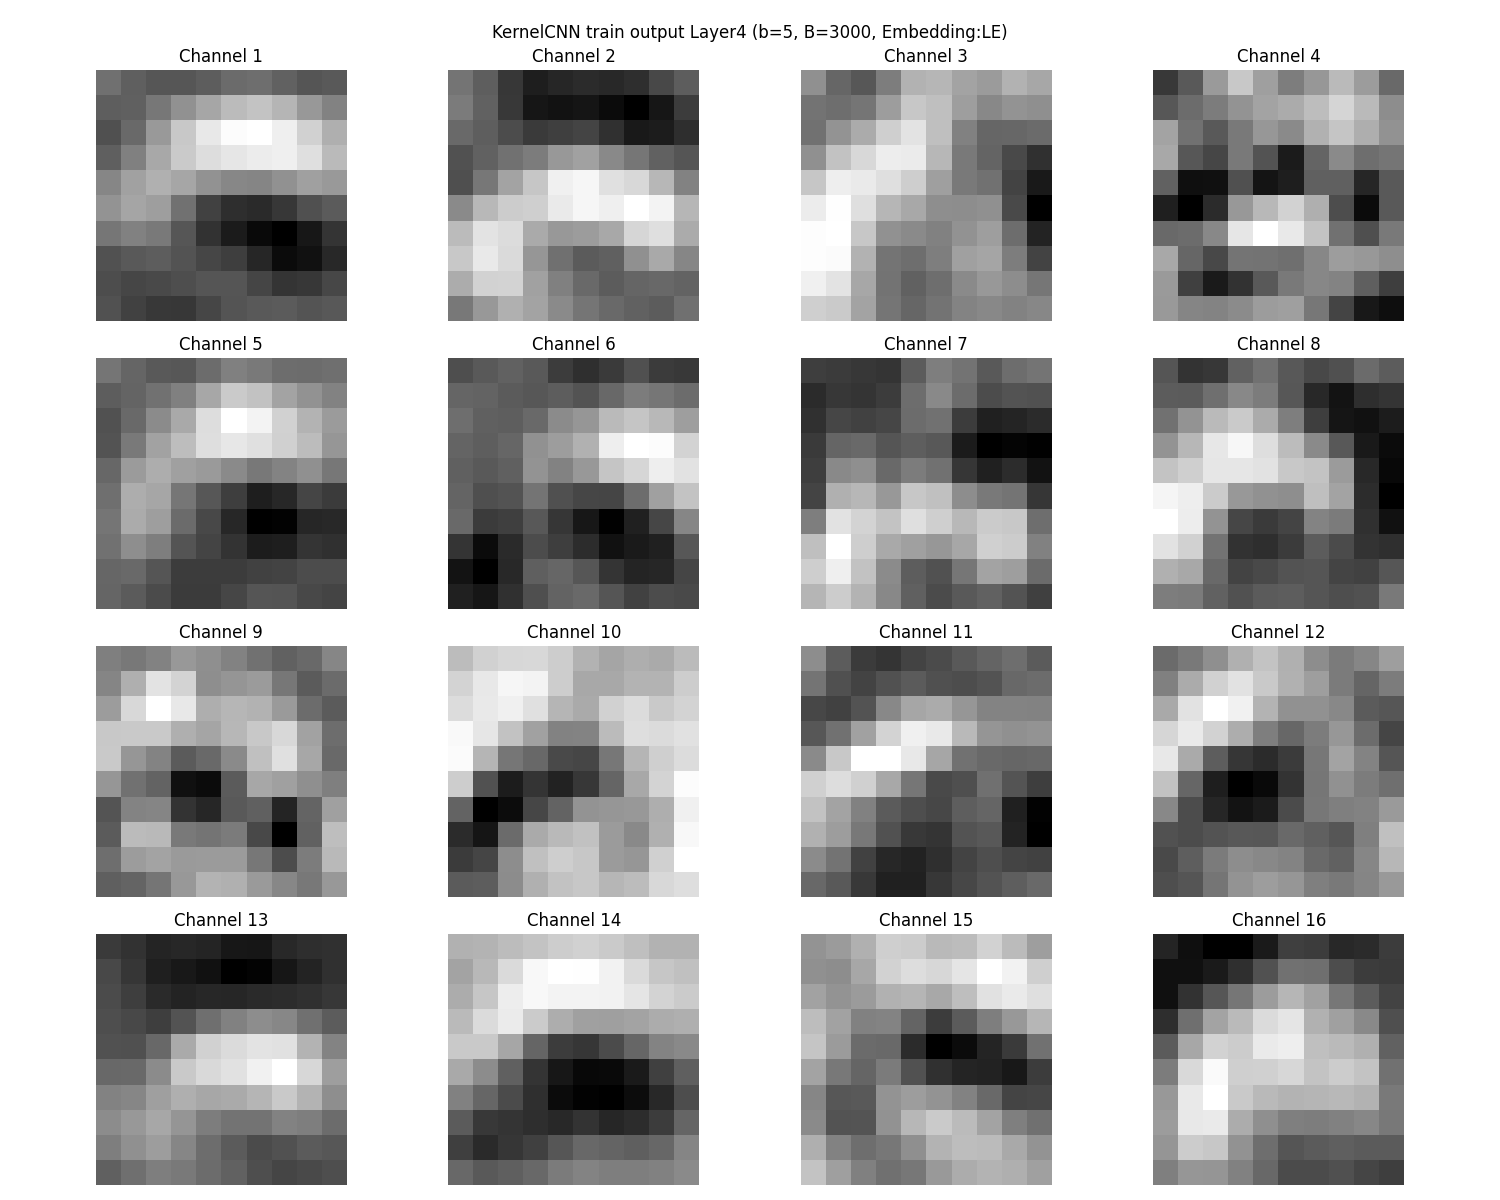 KernelCNN train output Layer4 (b=5, B=3000, Embedding:LE)
Channel 1
Channel 2
Channel 3
Channel 4
Channel 5
Channel 6
Channel 7
Channel 8
Channel 9
Channel 10
Channel 11
Channel 12
Channel 13
Channel 14
Channel 15
Channel 16